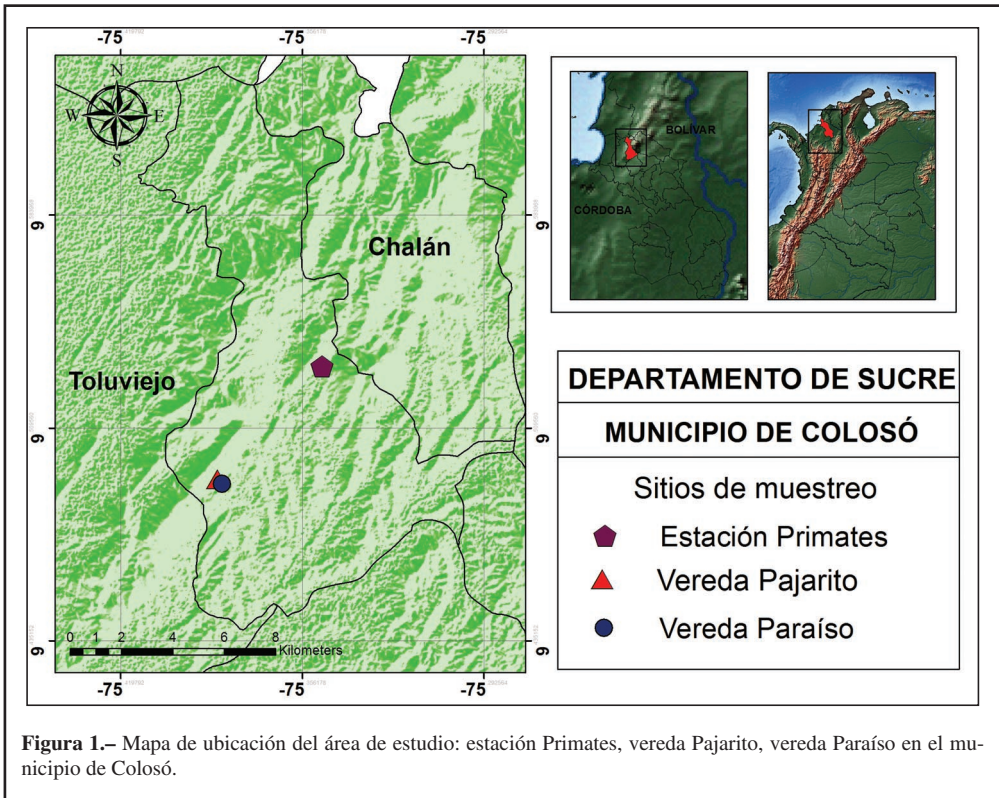 -75 -75 -75
N
W E
S
BOLÍVAR
CÓRDOBA
9 9
Chalán
Toluviejo
9 9
DEPARTAMENTO DE SUCRE
MUNICIPIO DE COLOSÓ
Sitios de muestreo
Estación Primates
Vereda Pajarito
Vereda Paraíso
0 1 2 4 6 8
Kilometers
9 9
-75 -75 -75
Figura 1.– Mapa de ubicación del área de estudio: estación Primates, vereda Pajarito, vereda Paraíso en el mu-
nicipio de Colosó.